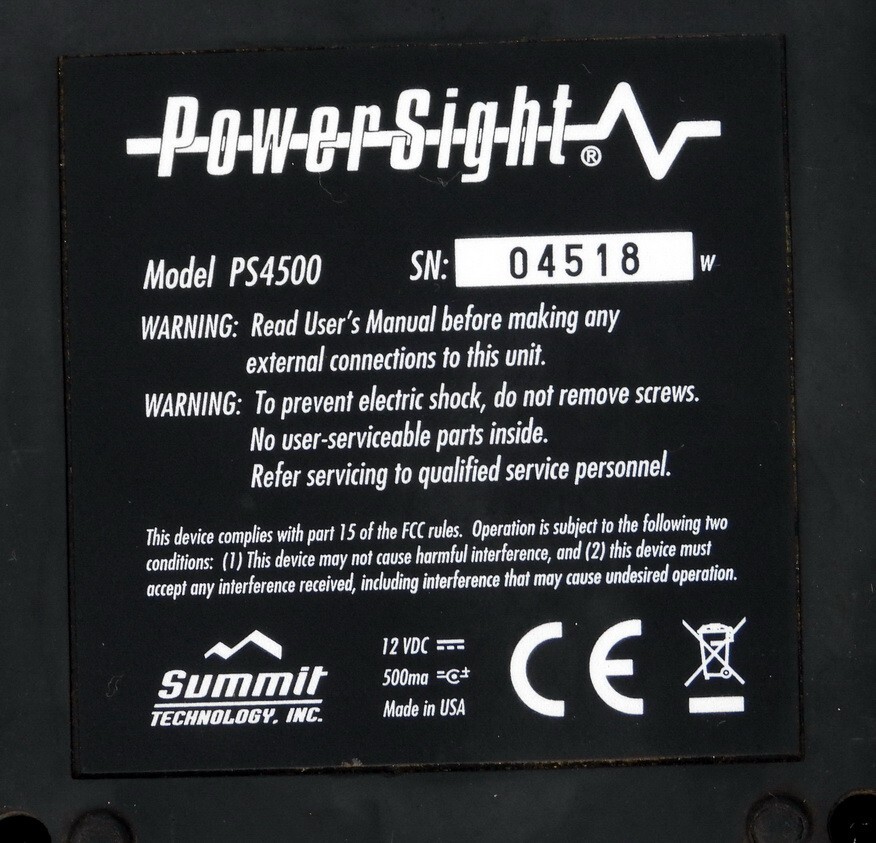 PowerSight®
Model PS4500 SN: 04518 w
WARNING: Read User's Manual before making any
external connections to this unit.
WARNING: To prevent electric shock, do not remove screws.
No user-serviceable parts inside.
Refer servicing to qualified service personnel.
This device complies with part 15 of the FCC rules. Operation is subject to the following two
conditions: (1) This device may not cause harmful interference, and (2) this device must
accept any interference received, including interference that may cause undesired operation.
Summit
TECHNOLOGY, INC.
12 VDC
500ma
Made in USA
CE